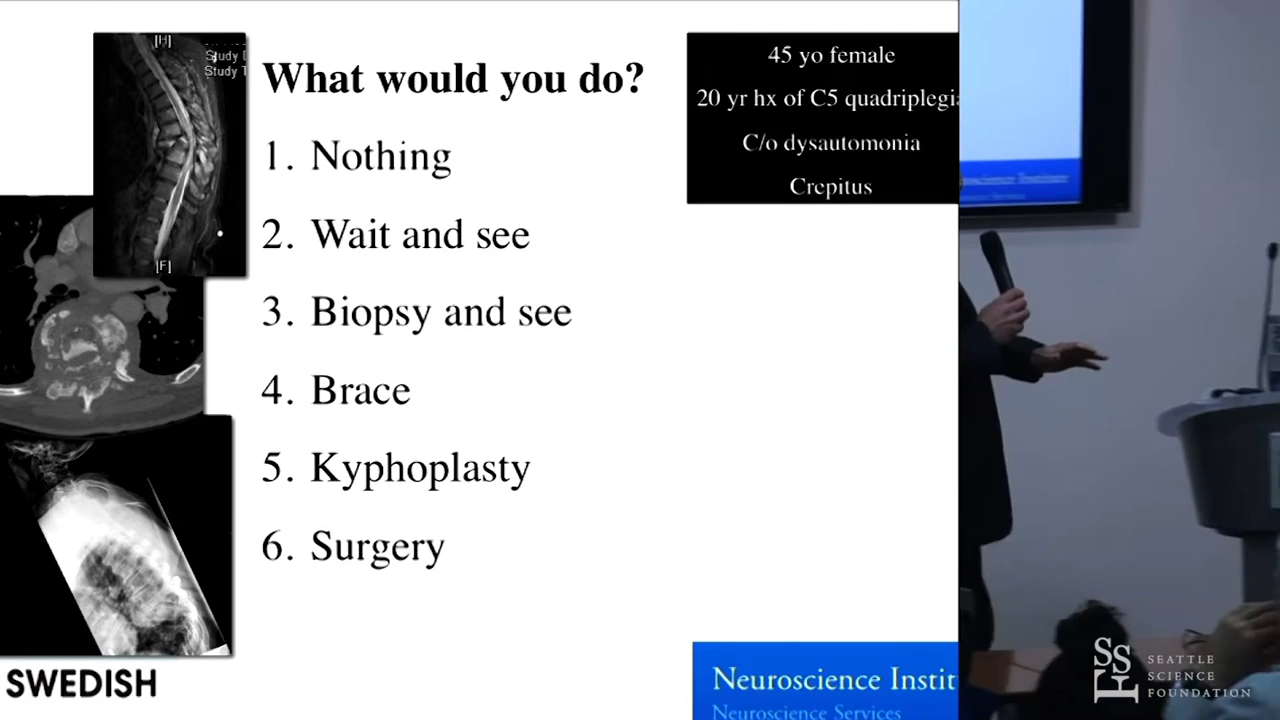 [H]
Study
Study
What would you do?
1. Nothing
2. Wait and see
3. Biopsy and see
4. Brace
5. Kyphoplasty
6. Surgery
[F]
45 yo female
20 yr hx of C5 quadriplegia
C/o dysautomonia
Crepitus
SWEDISH
Neuroscience Instit
Neuroscience Services
SSF
SEATTLE
SCIENCE
FOUNDATION